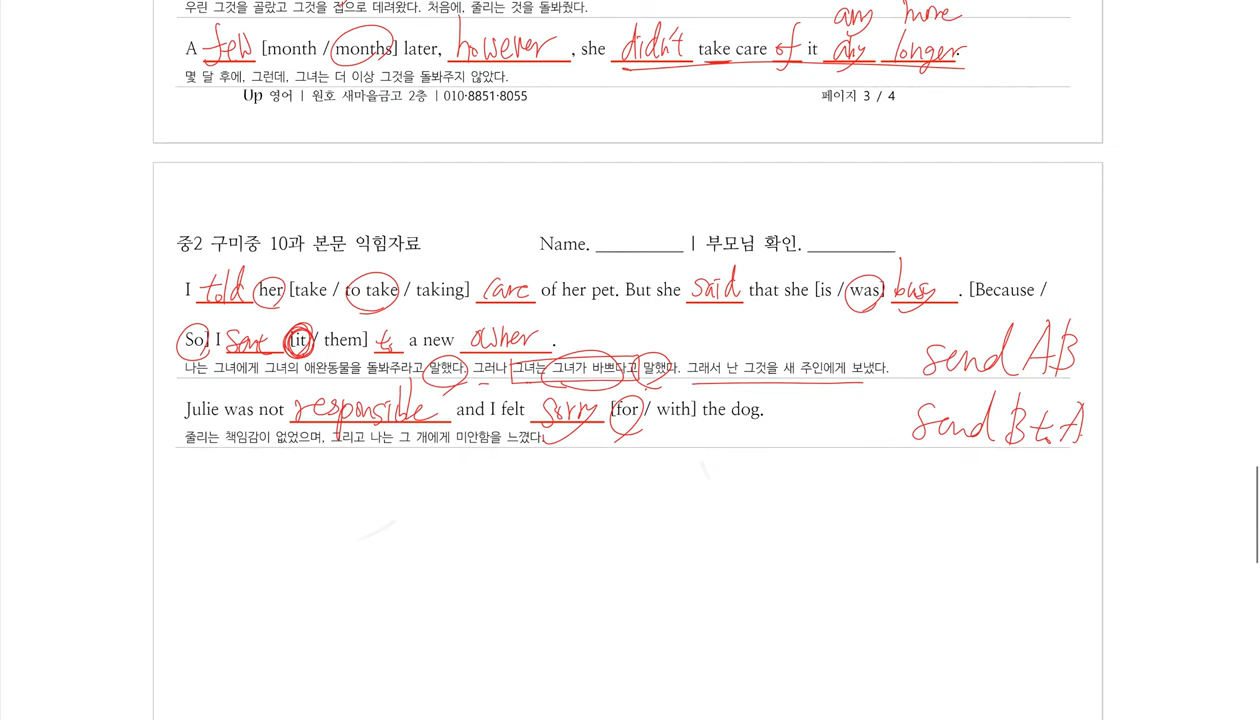 우린 그것을 골랐고 그것을 집으로 데려왔다. 처음에, 줄리는 것을 돌봐줬다.
any more
A few [month / months] later, however , she didn't take care of it any longer.
몇 달 후에, 그런데, 그녀는 더 이상 그것을 돌봐주지 않았다.
Up 영어 | 원호 새마을금고 2층 | 010·8851·8055 페이지 3 / 4
중2 구미중 10과 본문 익힘자료 Name. ________ | 부모님 확인. ________
I told her [take / to take / taking] care of her pet. But she said that she [is / was] busy . [Because /
So] I sent [it / them] to a new owner .
send AB
나는 그녀에게 그녀의 애완동물을 돌봐주라고 말했다. 그러나 그녀는 그녀가 바쁘다고 말했다. 그래서 난 그것을 새 주인에게 보냈다.
Julie was not responsible and I felt sorry [for / with] the dog.
send B to A
줄리는 책임감이 없었으며, 그리고 나는 그 개에게 미안함을 느꼈다.